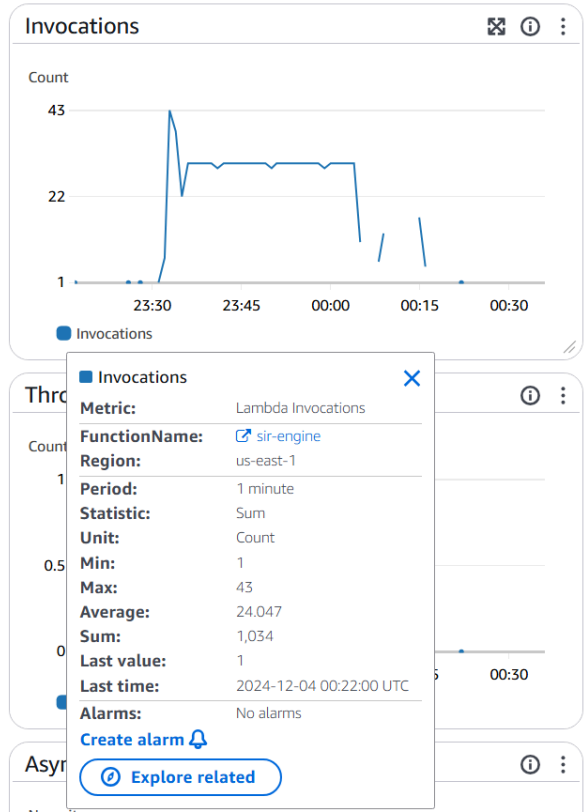 Invocations
Count
43
22
1
23:30 23:45 00:00 00:15 00:30
Invocations
Invocations
Metric: Lambda Invocations
FunctionName: sir-engine
Region: us-east-1
Period: 1 minute
Statistic: Sum
Unit: Count
Min: 1
Max: 43
Average: 24.047
Sum: 1,034
Last value: 1
Last time: 2024-12-04 00:22:00 UTC
Alarms: No alarms
Create alarm
Explore related
Thro
Count
1
0.5
0
5 00:30
Asyn